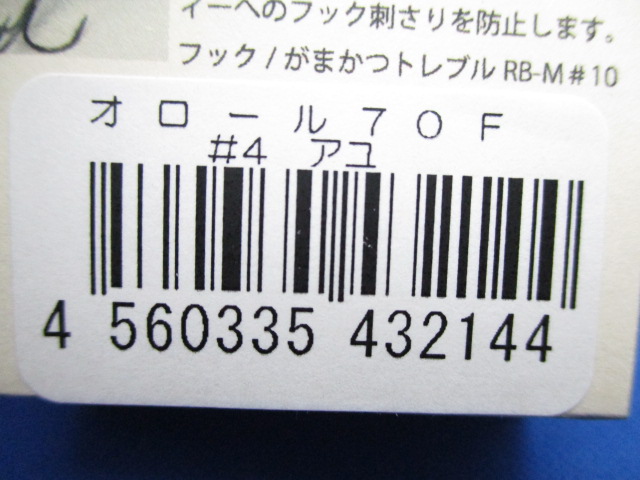 ィーへのフック刺さりを防止します。
フック/がまかつトレブル RB-M#10
オロール70F
#4 アユ
4 560335 432144